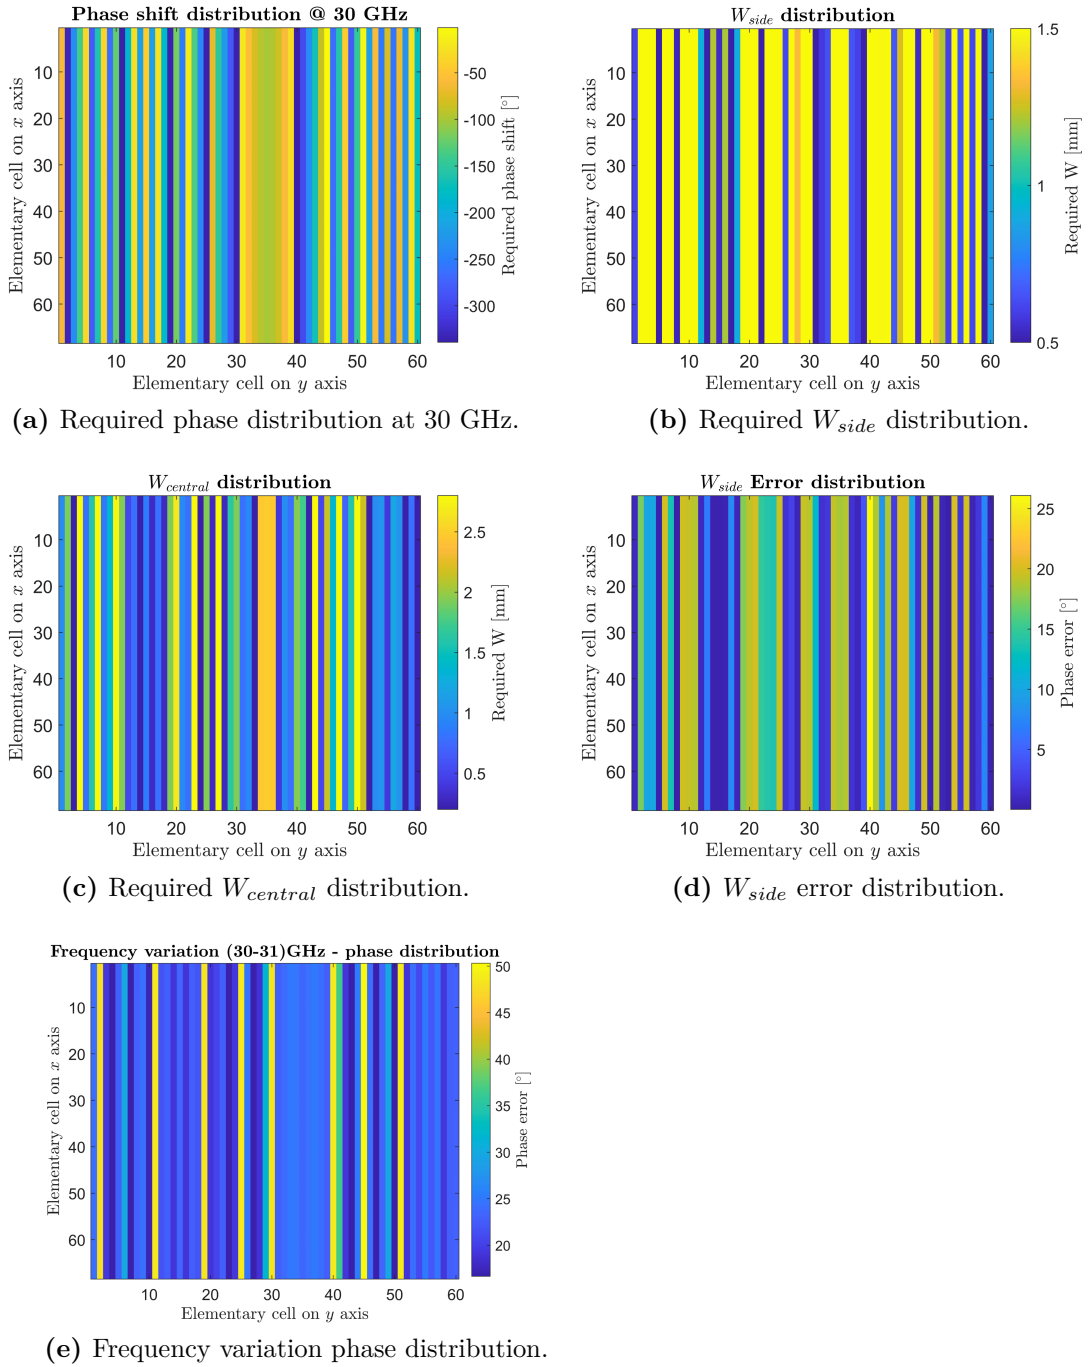 Phase shift distribution @ 30 GHz
10
20
30
40
50
60
Elementary cell on x axis
10 20 30 40 50 60
Elementary cell on y axis
-50
-100
-150
-200
-250
-300
Required phase shift [°]
(a) Required phase distribution at 30 GHz.
W_side distribution
10
20
30
40
50
60
Elementary cell on x axis
10 20 30 40 50 60
Elementary cell on y axis
1.5
1
0.5
Required W [mm]
(b) Required W_side distribution.
W_central distribution
10
20
30
40
50
60
Elementary cell on x axis
10 20 30 40 50 60
Elementary cell on y axis
2.5
2
1.5
1
0.5
Required W [mm]
(c) Required W_central distribution.
W_side Error distribution
10
20
30
40
50
60
Elementary cell on x axis
10 20 30 40 50 60
Elementary cell on y axis
25
20
15
10
5
Phase error [°]
(d) W_side error distribution.
Frequency variation (30-31)GHz - phase distribution
10
20
30
40
50
60
Elementary cell on x axis
10 20 30 40 50 60
Elementary cell on y axis
50
45
40
35
30
25
20
Phase error [°]
(e) Frequency variation phase distribution.